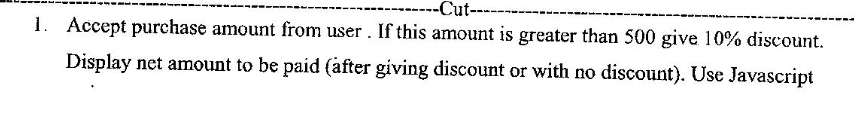 -----Cut-----
1. Accept purchase amount from user . If this amount is greater than 500 give 10% discount.
Display net amount to be paid (after giving discount or with no discount). Use Javascript